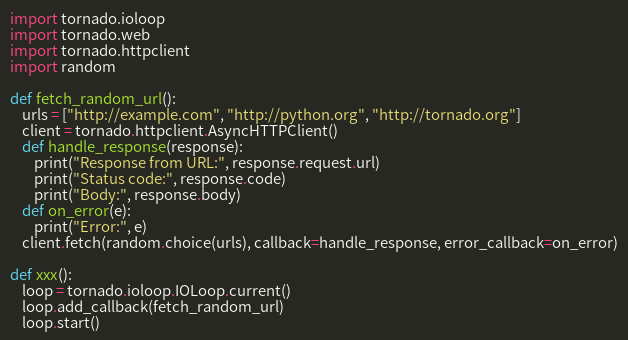 import tornado.ioloop
import tornado.web
import tornado.httpclient
import random

def fetch_random_url():
    urls = ["http://example.com", "http://python.org", "http://tornado.org"]
    client = tornado.httpclient.AsyncHTTPClient()
    def handle_response(response):
        print("Response from URL:", response.request.url)
        print("Status code:", response.code)
        print("Body:", response.body)
    def on_error(e):
        print("Error:", e)
    client.fetch(random.choice(urls), callback=handle_response, error_callback=on_error)

def xxx():
    loop = tornado.ioloop.IOLoop.current()
    loop.add_callback(fetch_random_url)
    loop.start()